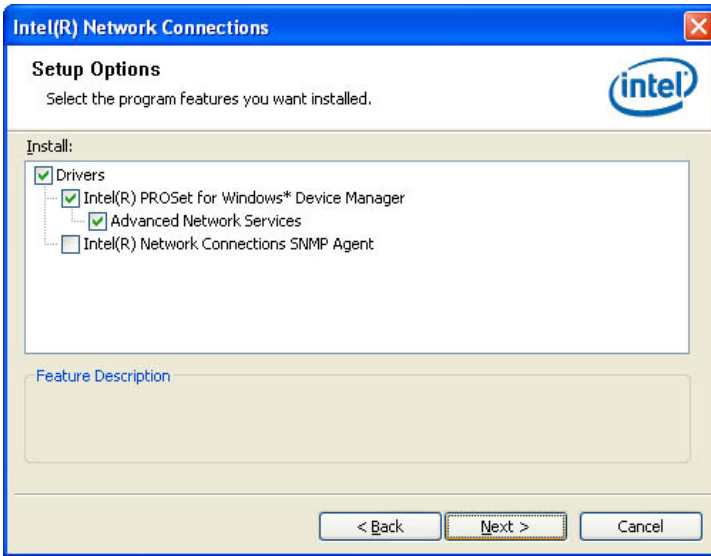 Intel(R) Network Connections
Setup Options
Select the program features you want installed.
intel
Install:
Drivers
Intel(R) PROSet for Windows* Device Manager
Advanced Network Services
Intel(R) Network Connections SNMP Agent
Feature Description
< Back
Next >
Cancel